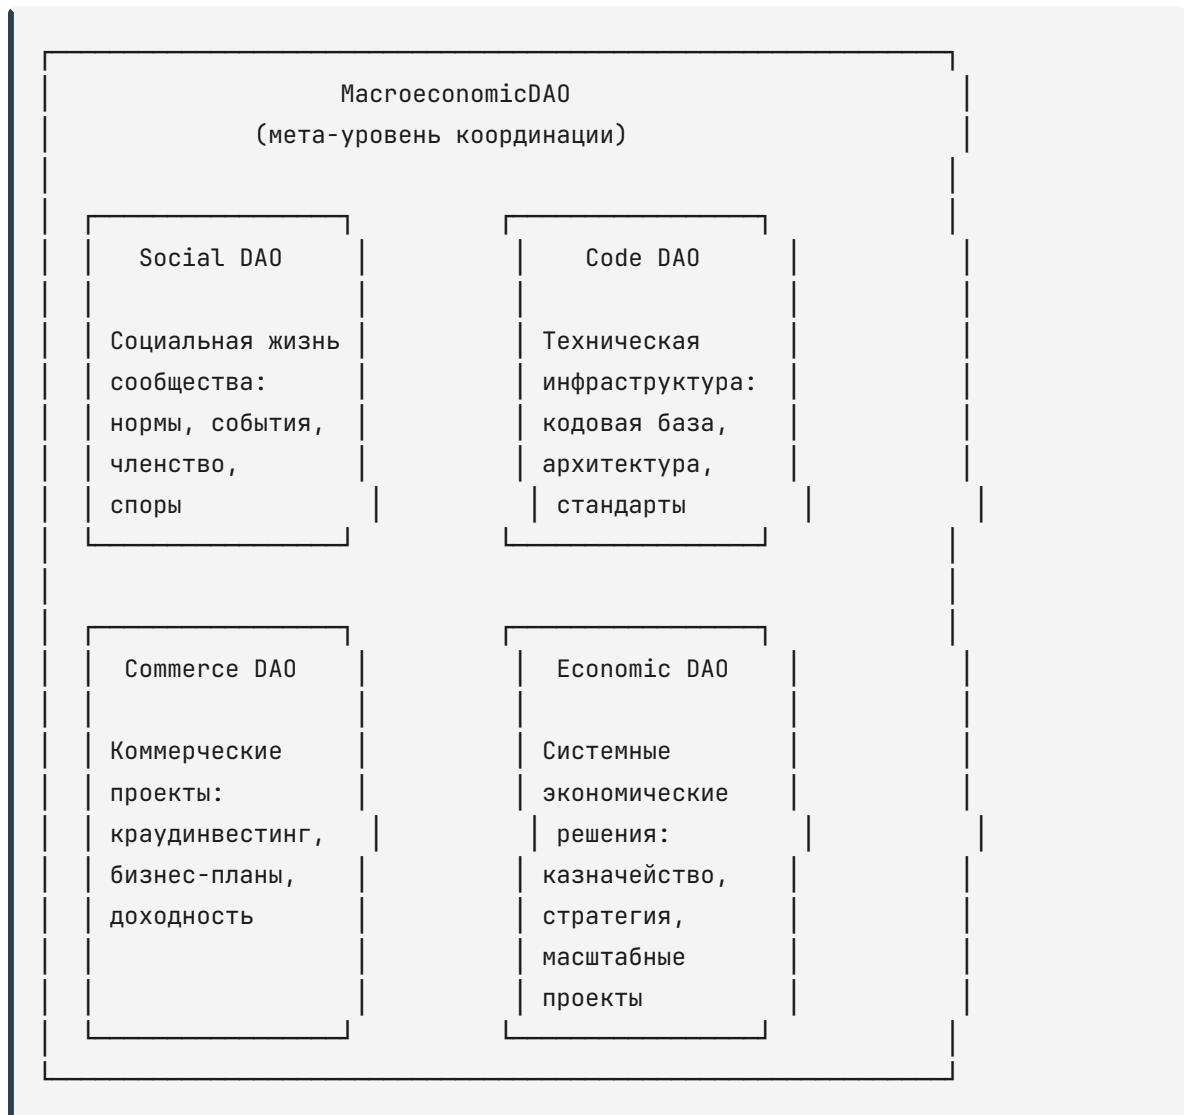 MacroeconomicDAO
(мета-уровень координации)
Social DAO
Социальная жизнь
сообщества:
нормы, события,
членство,
споры
Code DAO
Техническая
инфраструктура:
кодовая база,
архитектура,
стандарты
Commerce DAO
Коммерческие
проекты:
краудинвестинг,
бизнес-планы,
доходность
Economic DAO
Системные
экономические
решения:
казначейство,
стратегия,
масштабные
проекты